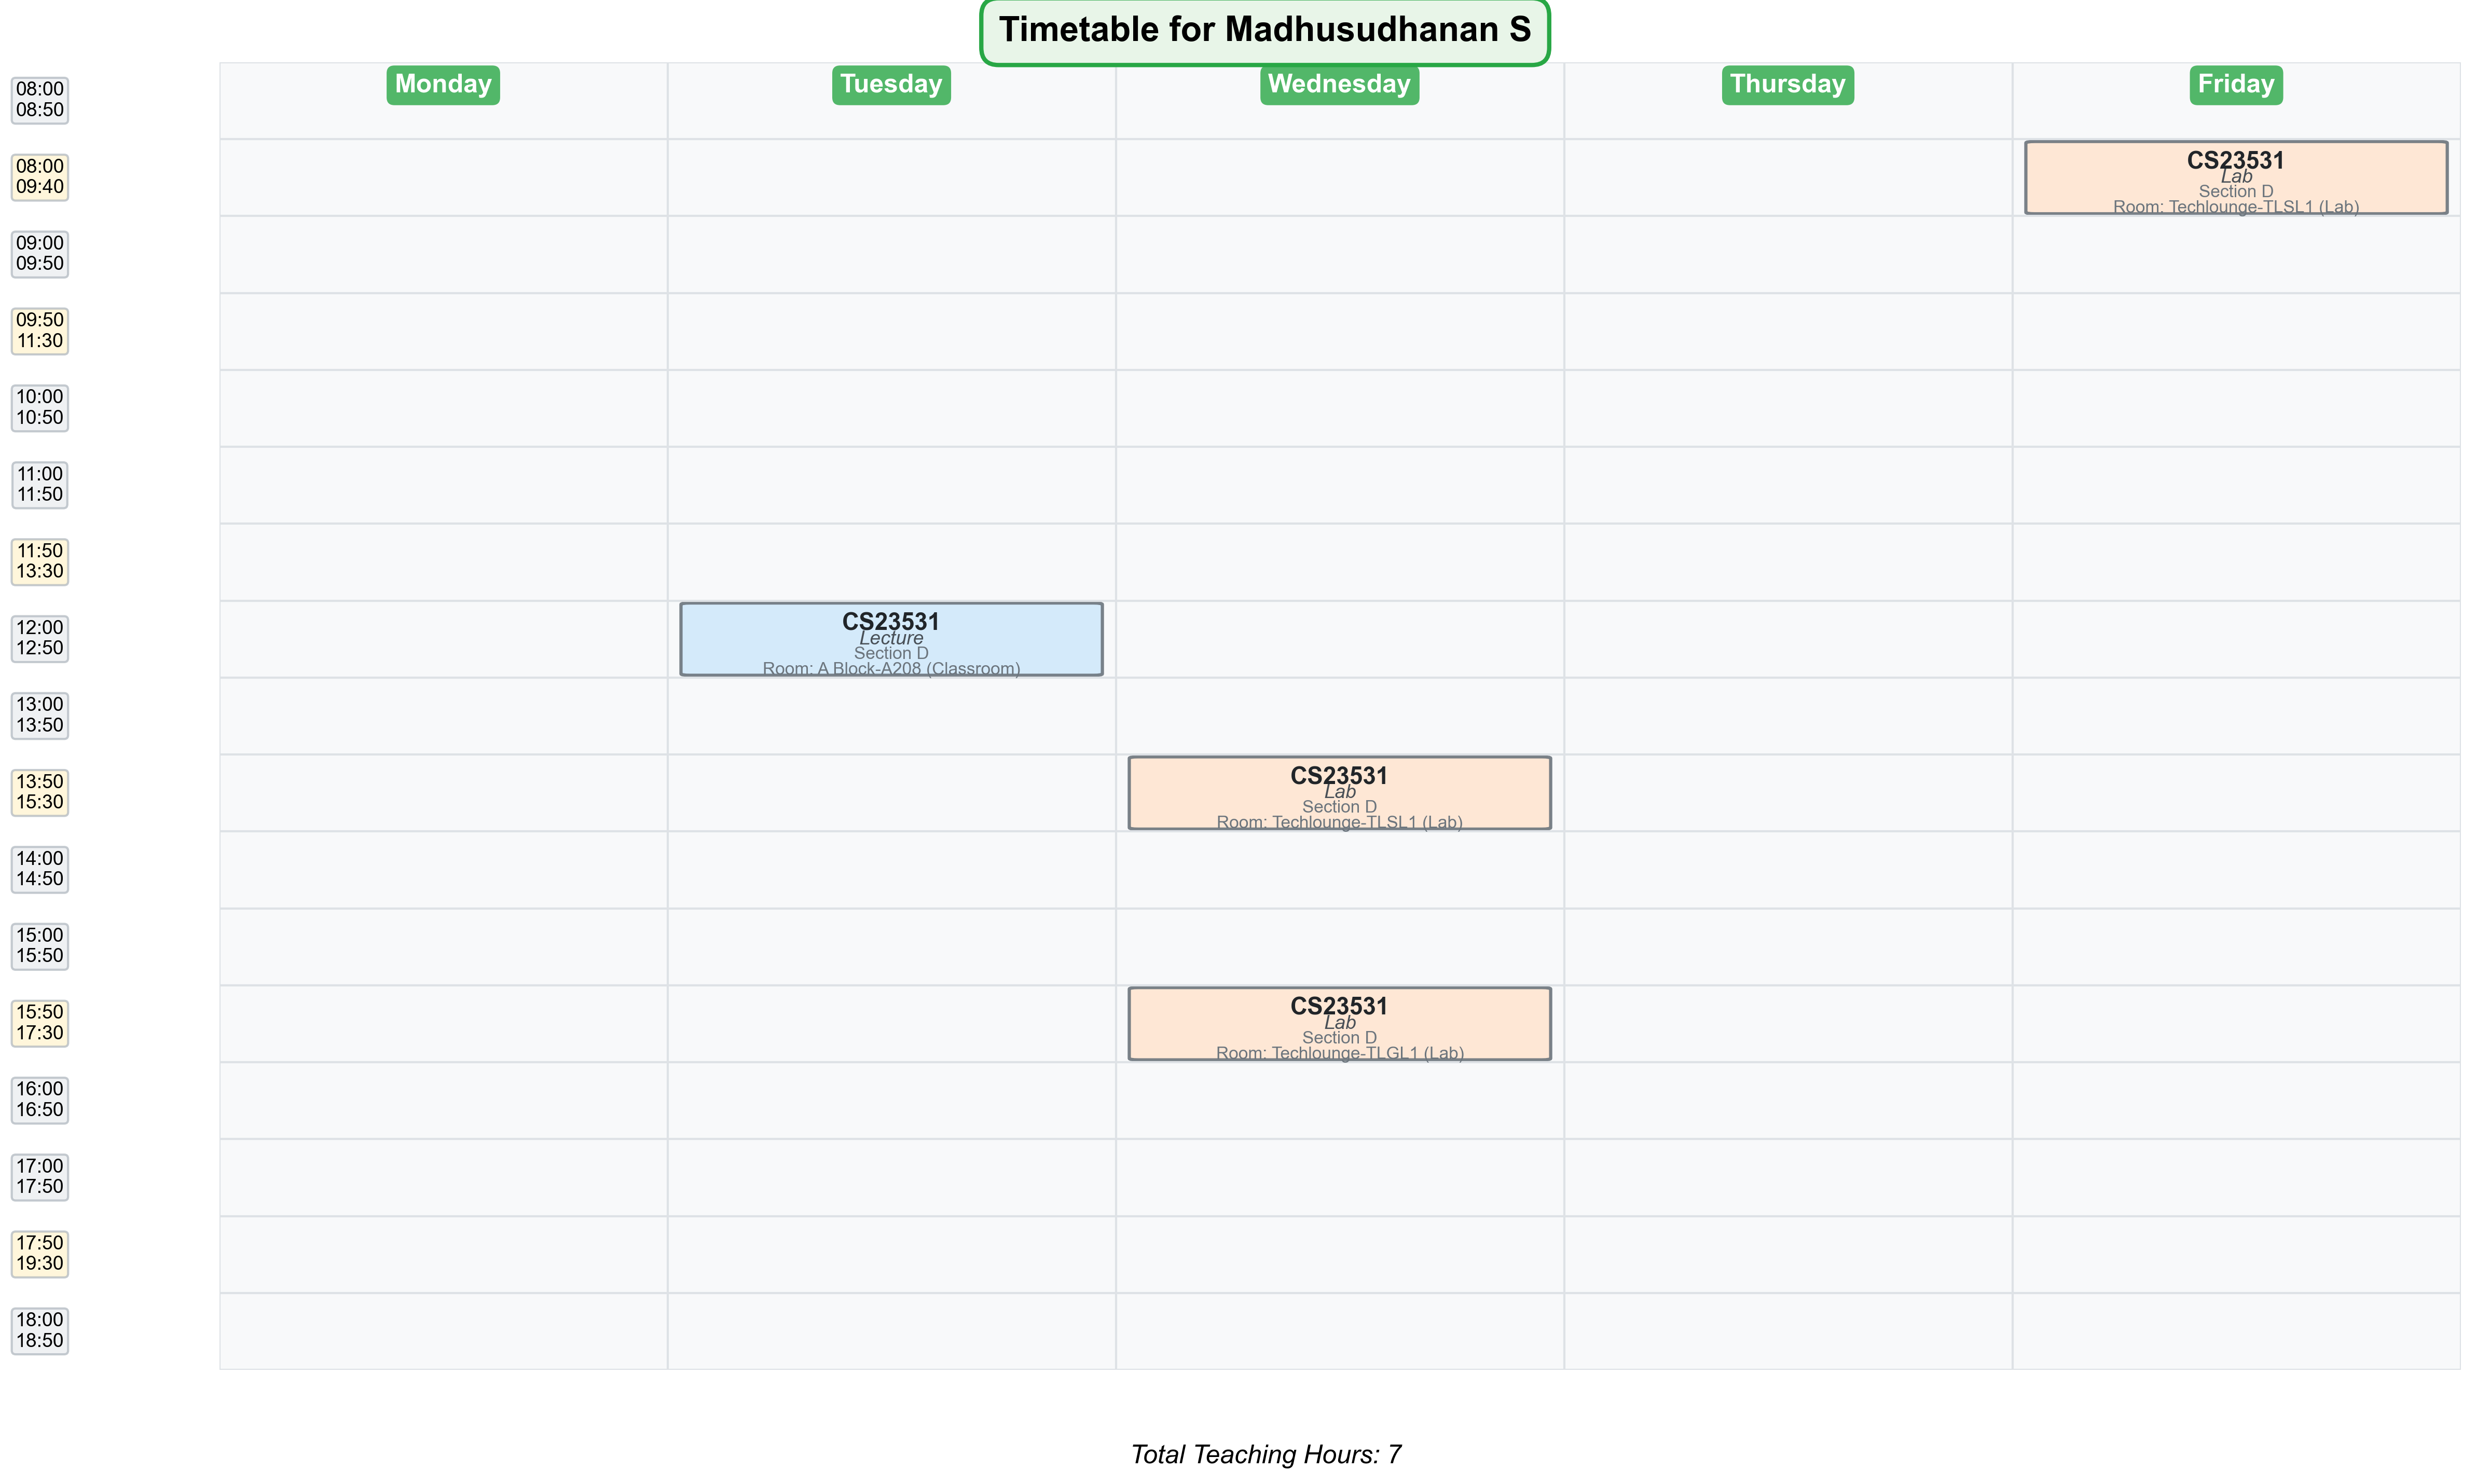 Timetable for Madhusudhanan S
Monday
Tuesday
Wednesday
Thursday
Friday
08:00
08:50
08:00
09:40
CS23531
Lab
Section D
Room: Techlounge-TLSL1 (Lab)
09:00
09:50
09:50
11:30
10:00
10:50
11:00
11:50
11:50
13:30
12:00
12:50
CS23531
Lecture
Section D
Room: A Block-A208 (Classroom)
13:00
13:50
13:50
15:30
CS23531
Lab
Section D
Room: Techlounge-TLSL1 (Lab)
14:00
14:50
15:00
15:50
15:50
17:30
CS23531
Lab
Section D
Room: Techlounge-TLGL1 (Lab)
16:00
16:50
17:00
17:50
17:50
19:30
18:00
18:50
Total Teaching Hours: 7